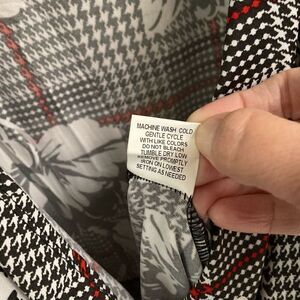 MACHINE WASH COLD
GENTLE CYCLE
WITH LIKE COLORS
DO NOT BLEACH
TUMBLE DRY LOW
REMOVE PROMPTLY
IRON ON LOWEST
SETTING AS NEEDED